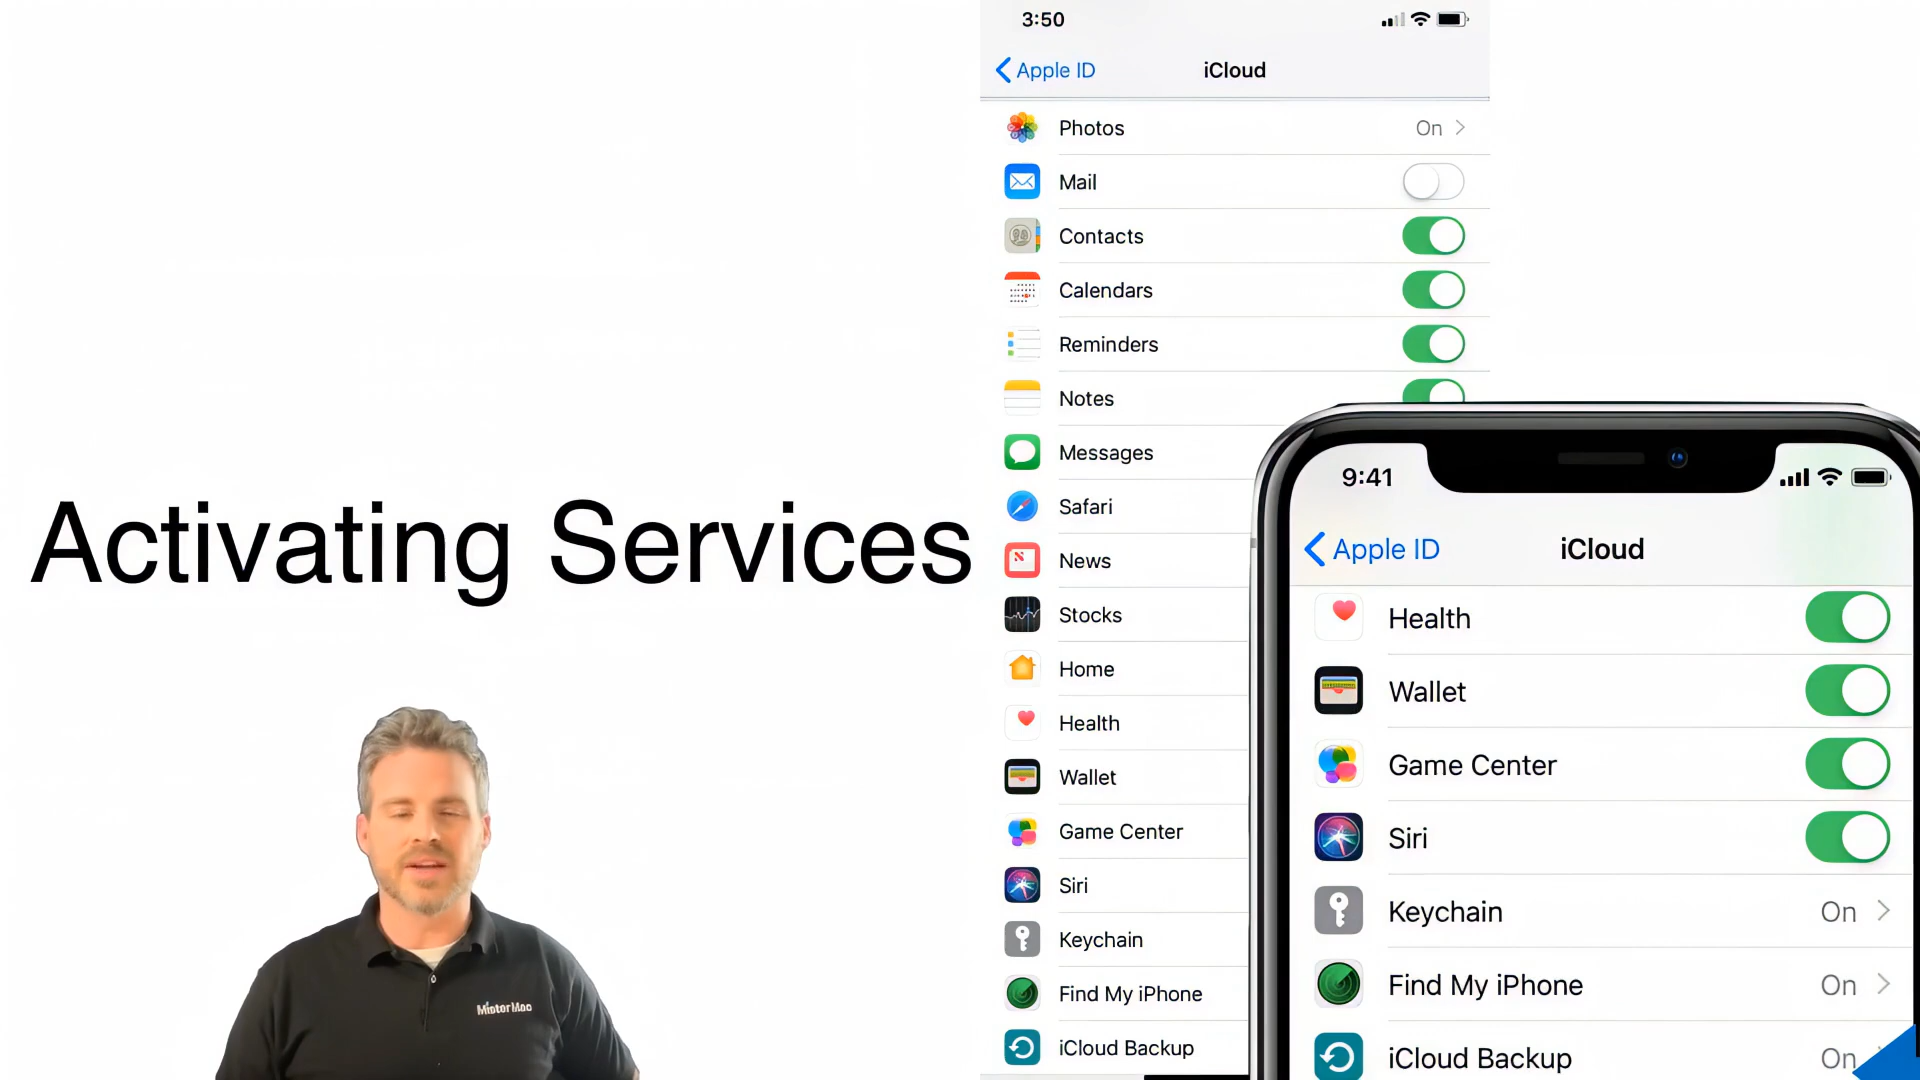 Activating Services
MisterMac
3:50
Apple ID
iCloud
Photos
On
Mail
Contacts
Calendars
Reminders
Notes
Messages
Safari
News
Stocks
Home
Health
Wallet
Game Center
Siri
Keychain
Find My iPhone
iCloud Backup
9:41
Apple ID
iCloud
Health
Wallet
Game Center
Siri
Keychain
On
Find My iPhone
On
iCloud Backup
On